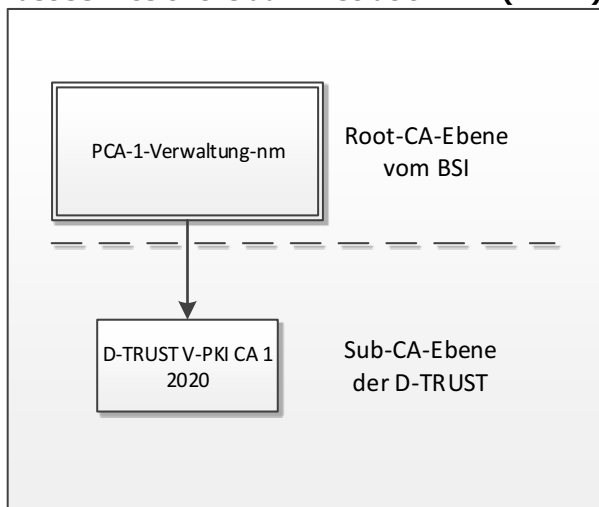 PCA-1-Verwaltung-nm
Root-CA-Ebene
vom BSI
D-TRUST V-PKI CA 1
2020
Sub-CA-Ebene
der D-TRUST